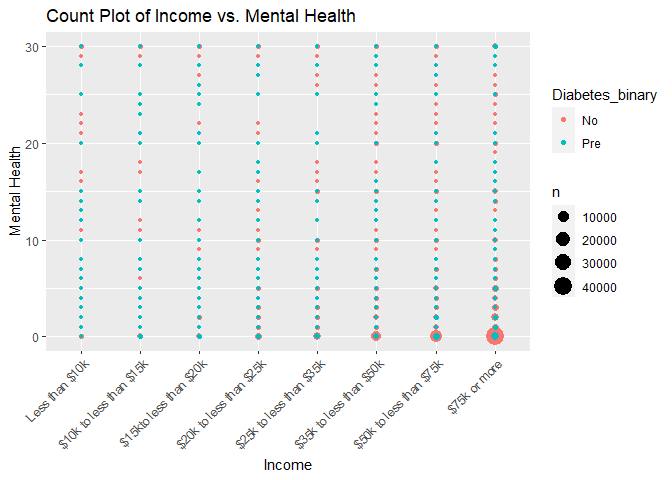 Count Plot of Income vs. Mental Health
30
20
10
0
Mental Health
Less than $10k
$10k to less than $15k
$15kto less than $20k
$20k to less than $25k
$25k to less than $35k
$35k to less than $50k
$50k to less than $75k
$75k or more
Income
Diabetes_binary
No
Pre
n
10000
20000
30000
40000